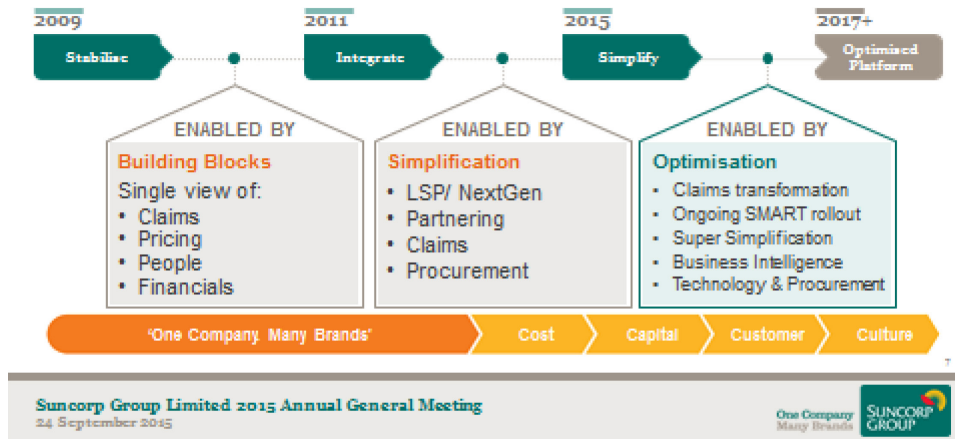 2009
2011
2015
2017+
Stabilise
Integrate
Simplify
Optimised
Platform
ENABLED BY
Building Blocks
Single view of:
• Claims
• Pricing
• People
• Financials
ENABLED BY
Simplification
• LSP/ NextGen
• Partnering
• Claims
• Procurement
ENABLED BY
Optimisation
• Claims transformation
• Ongoing SMART rollout
• Super Simplification
• Business Intelligence
• Technology & Procurement
'One Company. Many Brands'
Cost
Capital
Customer
Culture
7
Suncorp Group Limited 2015 Annual General Meeting
24 September 2015
One Company
Many Brands
SUNCORP
GROUP